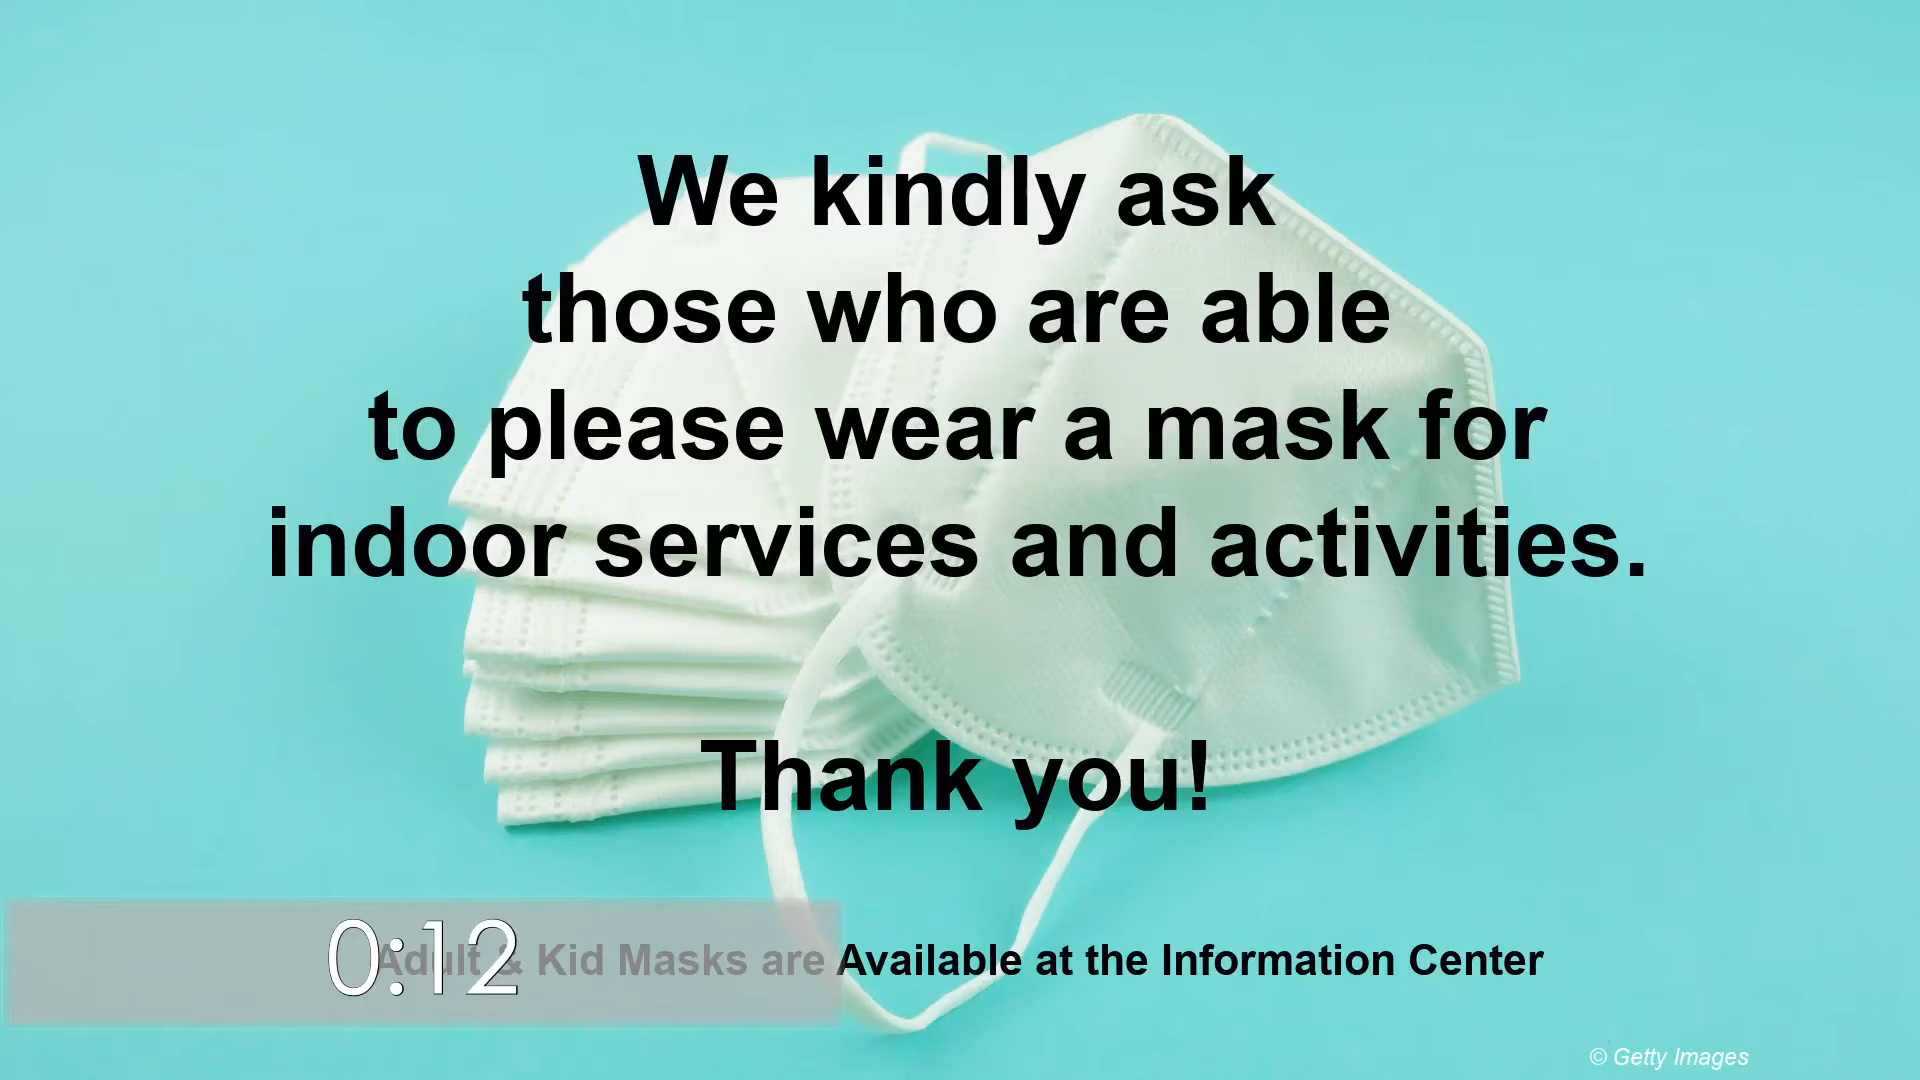 We kindly ask
those who are able
to please wear a mask for
indoor services and activities.
Thank you!
0:12
Adult & Kid Masks are Available at the Information Center
© Getty Images